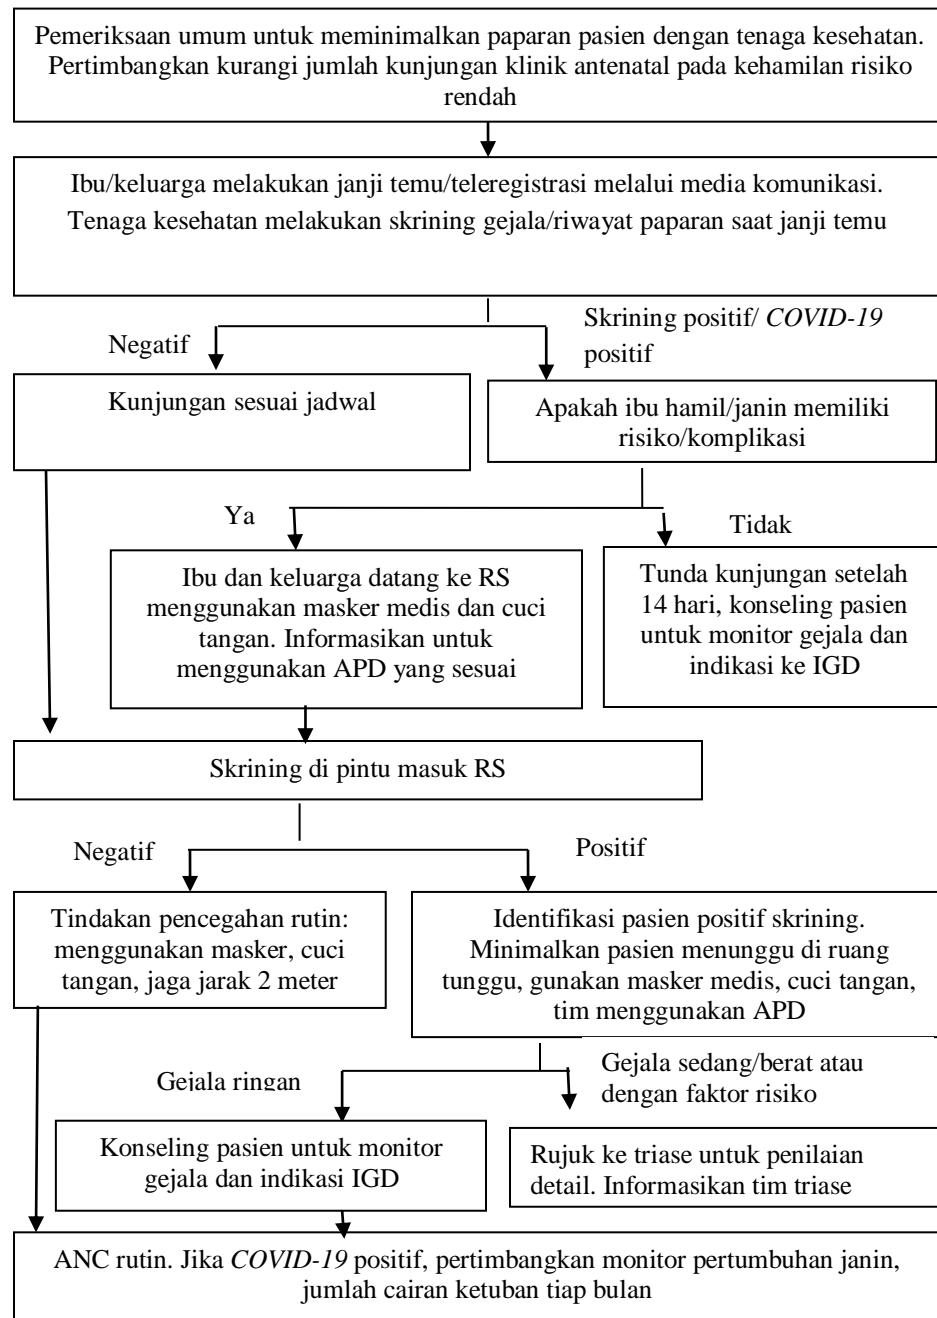 Pemeriksaan umum untuk meminimalkan paparan pasien dengan tenaga kesehatan.
Pertimbangkan kurangi jumlah kunjungan klinik antenatal pada kehamilan risiko
rendah
Ibu/keluarga melakukan janji temu/teleregistrasi melalui media komunikasi.
Tenaga kesehatan melakukan skrining gejala/riwayat paparan saat janji temu
Negatif
Skrining positif/ COVID-19
positif
Kunjungan sesuai jadwal
Apakah ibu hamil/janin memiliki
risiko/komplikasi
Ya
Tidak
Ibu dan keluarga datang ke RS
menggunakan masker medis dan cuci
tangan. Informasikan untuk
menggunakan APD yang sesuai
Tunda kunjungan setelah
14 hari, konseling pasien
untuk monitor gejala dan
indikasi ke IGD
Skrining di pintu masuk RS
Negatif
Positif
Tindakan pencegahan rutin:
menggunakan masker, cuci
tangan, jaga jarak 2 meter
Identifikasi pasien positif skrining.
Minimalkan pasien menunggu di ruang
tunggu, gunakan masker medis, cuci tangan,
tim menggunakan APD
Gejala ringan
Gejala sedang/berat atau
dengan faktor risiko
Konseling pasien untuk monitor
gejala dan indikasi IGD
Rujuk ke triase untuk penilaian
detail. Informasikan tim triase
ANC rutin. Jika COVID-19 positif, pertimbangkan monitor pertumbuhan janin,
jumlah cairan ketuban tiap bulan